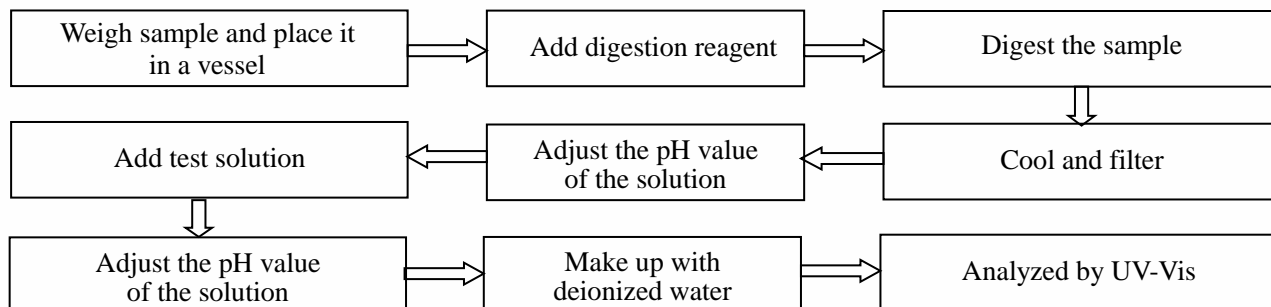 Weigh sample and place it
in a vessel
Add digestion reagent
Digest the sample
Cool and filter
Adjust the pH value
of the solution
Add test solution
Adjust the pH value
of the solution
Make up with
deionized water
Analyzed by UV-Vis